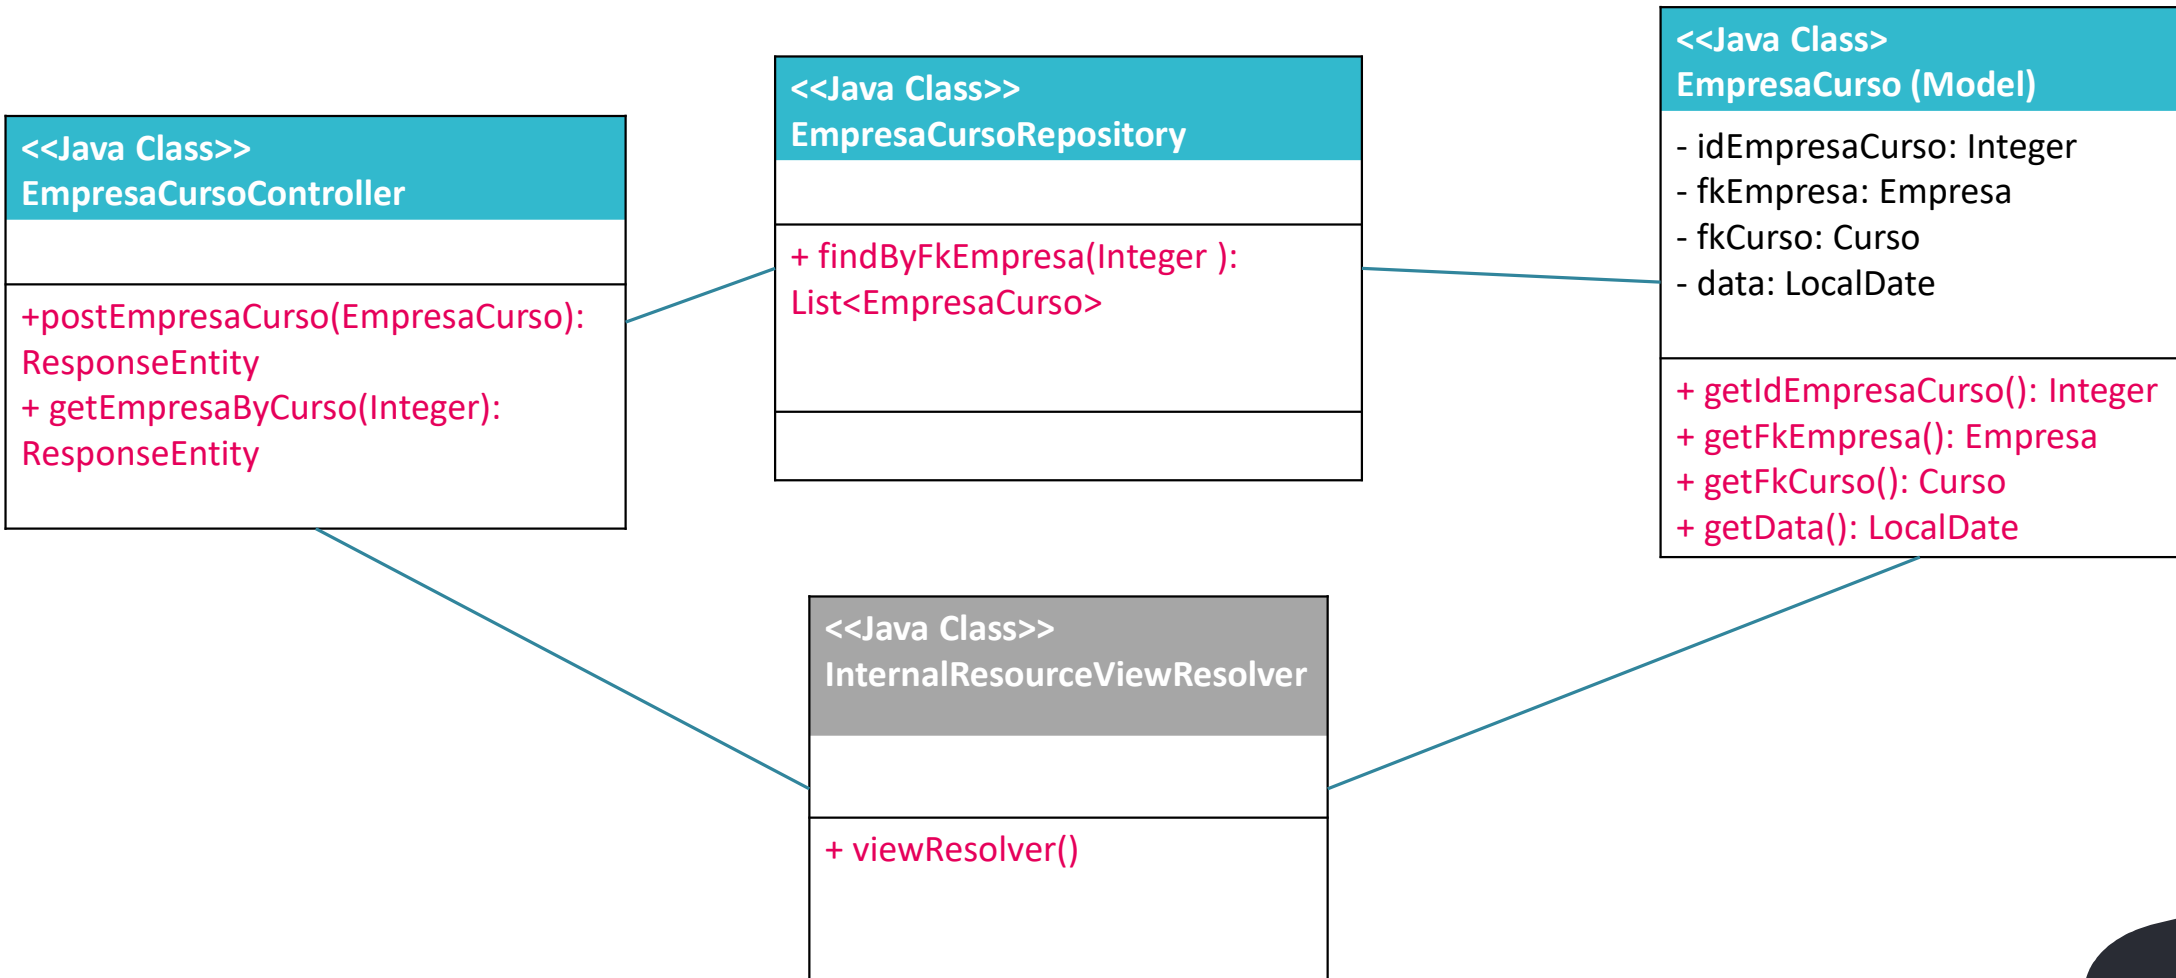 <<Java Class>>
EmpresaCursoController
+postEmpresaCurso(EmpresaCurso):
ResponseEntity
+ getEmpresaByCurso(Integer):
ResponseEntity
<<Java Class>>
EmpresaCursoRepository
+ findByFkEmpresa(Integer ):
List<EmpresaCurso>
<<Java Class>
EmpresaCurso (Model)
- idEmpresaCurso: Integer
- fkEmpresa: Empresa
- fkCurso: Curso
- data: LocalDate
+ getIdEmpresaCurso(): Integer
+ getFkEmpresa(): Empresa
+ getFkCurso(): Curso
+ getData(): LocalDate
<<Java Class>>
InternalResourceViewResolver
+ viewResolver()